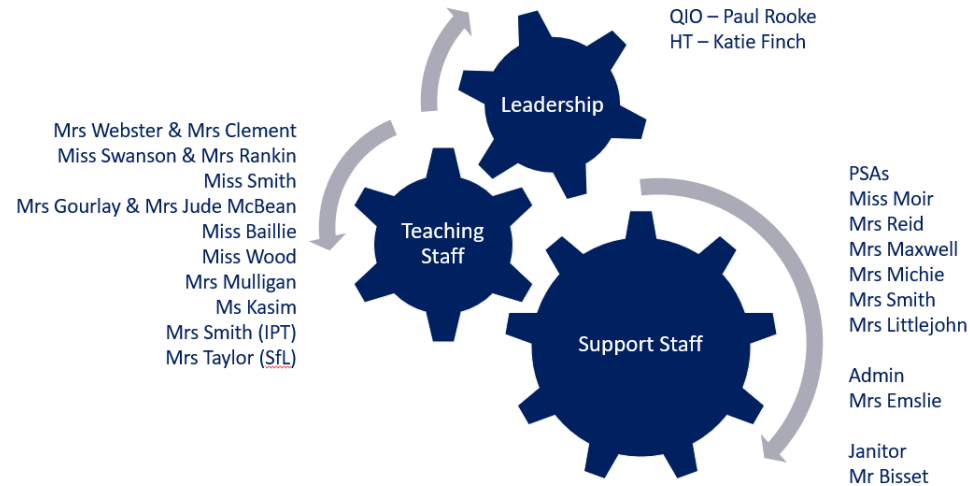 QIO – Paul Rooke
HT – Katie Finch
Leadership
Mrs Webster & Mrs Clement
Miss Swanson & Mrs Rankin
Miss Smith
Mrs Gourlay & Mrs Jude McBean
Miss Baillie
Miss Wood
Mrs Mulligan
Ms Kasim
Mrs Smith (IPT)
Mrs Taylor (SfL)
Teaching
Staff
Support Staff
PSAs
Miss Moir
Mrs Reid
Mrs Maxwell
Mrs Michie
Mrs Smith
Mrs Littlejohn
Admin
Mrs Emslie
Janitor
Mr Bisset